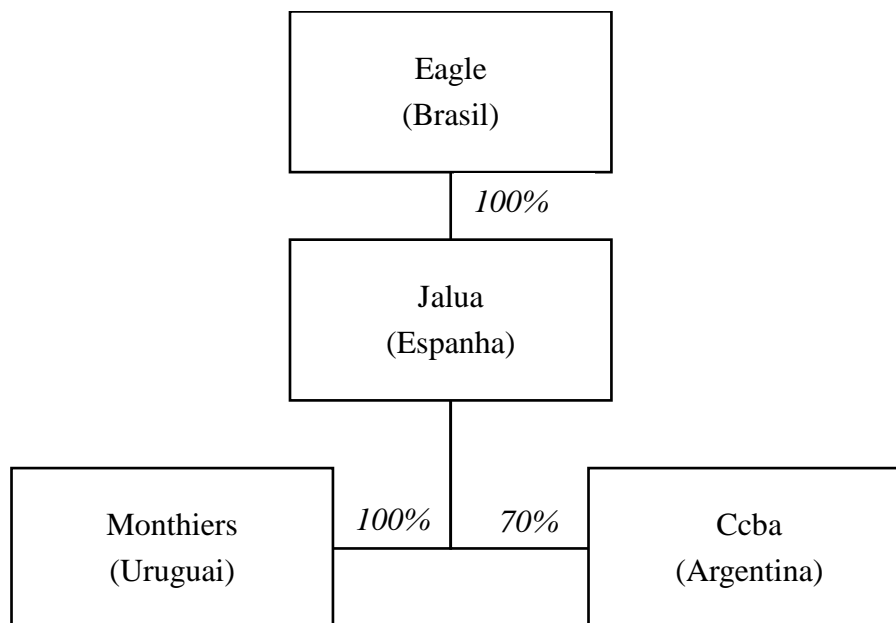 Eagle
(Brasil)
100%
Jalua
(Espanha)
100%
70%
Monthiers
(Uruguai)
Ccba
(Argentina)